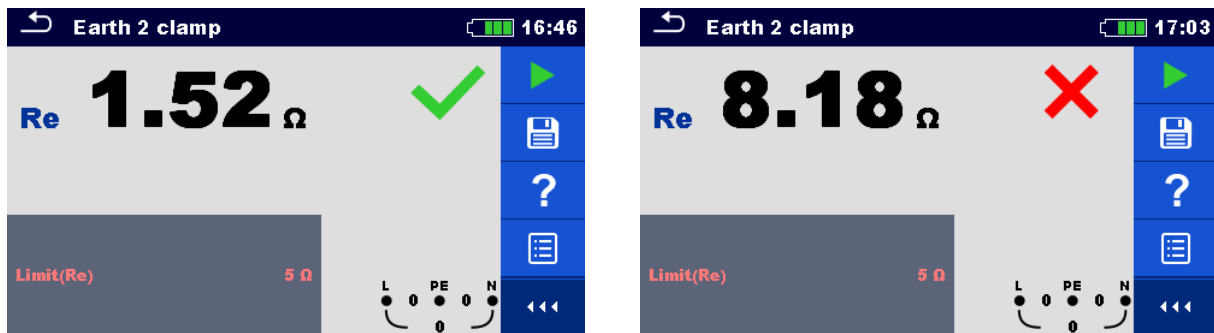 Earth 2 clamp 16:46
Re 1.52 Ω
?
Limit(Re) 5 Ω
L PE N
0 0
0
Earth 2 clamp 17:03
Re 8.18 Ω
?
Limit(Re) 5 Ω
L PE N
0 0
0